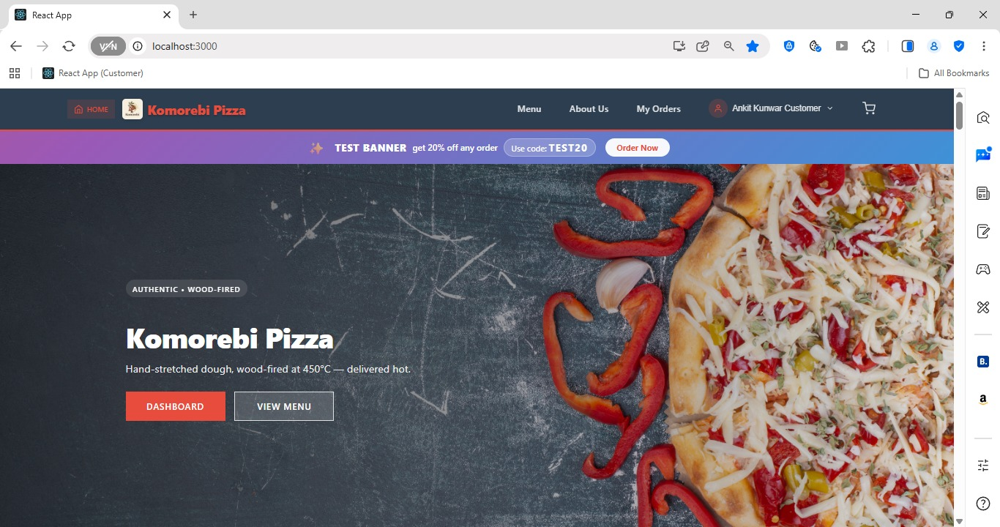 React App
VPN
localhost:3000
React App (Customer)
All Bookmarks
HOME
Komorebi
Komorebi Pizza
Menu
About Us
My Orders
Ankit Kunwar Customer
TEST BANNER get 20% off any order Use code: TEST20 Order Now
AUTHENTIC • WOOD-FIRED
Komorebi Pizza
Hand-stretched dough, wood-fired at 450°C — delivered hot.
DASHBOARD
VIEW MENU
B.
a